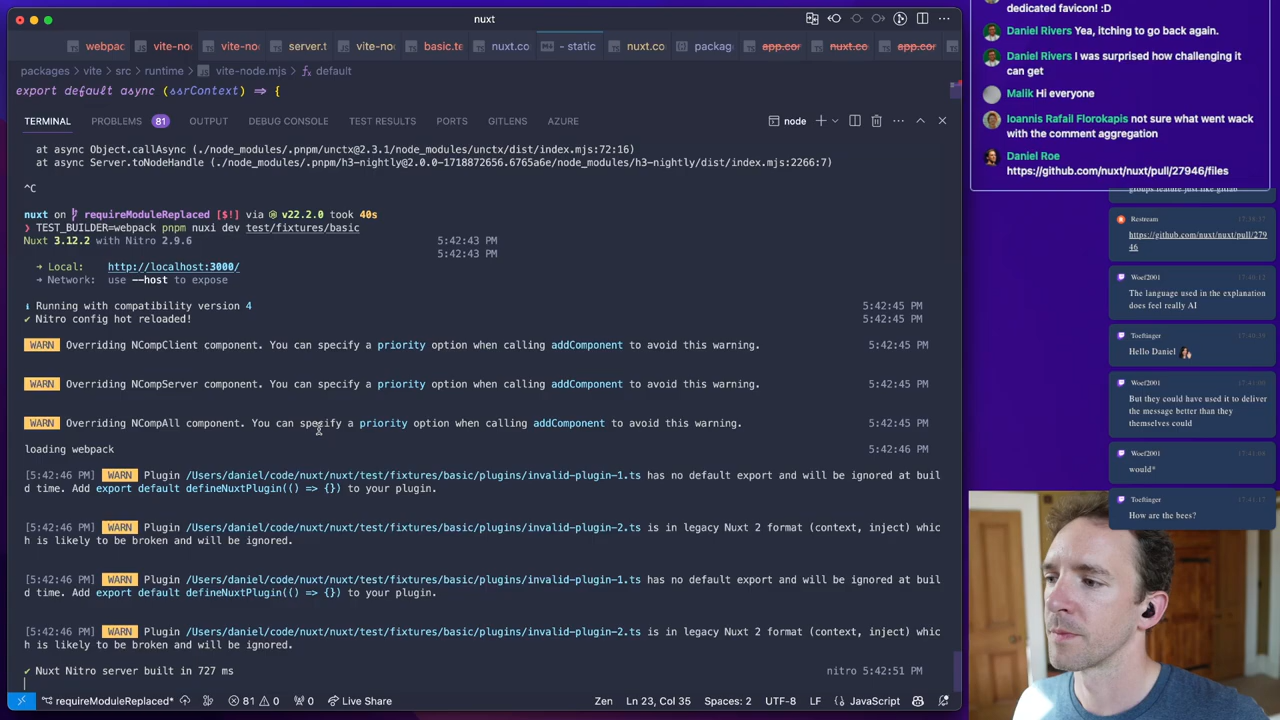 nuxt
webpac
vite-no
vite-no
server.t
vite-no
basic.te
nuxt.co
- static
nuxt.co
packag
app.cor
nuxt.co
app.cor
packages › vite › src › runtime › vite-node.mjs › default
export default async (ssrContext) ⇒ {
TERMINAL
PROBLEMS 81
OUTPUT
DEBUG CONSOLE
TEST RESULTS
PORTS
GITLENS
AZURE
node
at async Object.callAsync (./node_modules/.pnpm/unctx@2.3.1/node_modules/unctx/dist/index.mjs:72:16)
at async Server.toNodeHandle (./node_modules/.pnpm/h3-nightly@2.0.0-1718872656.6765a6e/node_modules/h3-nightly/dist/index.mjs:2266:7)
^C
nuxt on requireModuleReplaced [$!] via v22.2.0 took 40s
❯ TEST_BUILDER=webpack pnpm nuxi dev test/fixtures/basic
Nuxt 3.12.2 with Nitro 2.9.6 5:42:43 PM
5:42:43 PM
➜ Local: http://localhost:3000/
➜ Network: use --host to expose
ℹ Running with compatibility version 4 5:42:45 PM
✔ Nitro config hot reloaded! 5:42:45 PM
WARN Overriding NCompClient component. You can specify a priority option when calling addComponent to avoid this warning. 5:42:45 PM
WARN Overriding NCompServer component. You can specify a priority option when calling addComponent to avoid this warning. 5:42:45 PM
WARN Overriding NCompAll component. You can specify a priority option when calling addComponent to avoid this warning. 5:42:45 PM
loading webpack 5:42:46 PM
[5:42:46 PM] WARN Plugin /Users/daniel/code/nuxt/nuxt/test/fixtures/basic/plugins/invalid-plugin-1.ts has no default export and will be ignored at buil
d time. Add export default defineNuxtPlugin(() => {}) to your plugin.
[5:42:46 PM] WARN Plugin /Users/daniel/code/nuxt/nuxt/test/fixtures/basic/plugins/invalid-plugin-2.ts is in legacy Nuxt 2 format (context, inject) whic
h is likely to be broken and will be ignored.
[5:42:46 PM] WARN Plugin /Users/daniel/code/nuxt/nuxt/test/fixtures/basic/plugins/invalid-plugin-1.ts has no default export and will be ignored at buil
d time. Add export default defineNuxtPlugin(() => {}) to your plugin.
[5:42:46 PM] WARN Plugin /Users/daniel/code/nuxt/nuxt/test/fixtures/basic/plugins/invalid-plugin-2.ts is in legacy Nuxt 2 format (context, inject) whic
h is likely to be broken and will be ignored.
✔ Nuxt Nitro server built in 727 ms nitro 5:42:51 PM
requireModuleReplaced* 81 0 0 Live Share Zen Ln 23, Col 35 Spaces: 2 UTF-8 LF JavaScript
dedicated favicon! :D
Daniel Rivers Yea, itching to go back again.
Daniel Rivers I was surprised how challenging it
can get
Malik Hi everyone
Ioannis Rafail Florokapis not sure what went wack
with the comment aggregation
Daniel Roe
https://github.com/nuxt/nuxt/pull/27946/files
Restream
https://github.com/nuxt/nuxt/pull/279
46
Woef2001 17:40:12
The language used in the explanation
does feel really AI
Toeflinger
Hello Daniel
Woef2001 17:41:00
But they could have used it to deliver
the message better than they
themselves could
Woef2001
would*
Toeflinger 17:41:17
How are the bees?